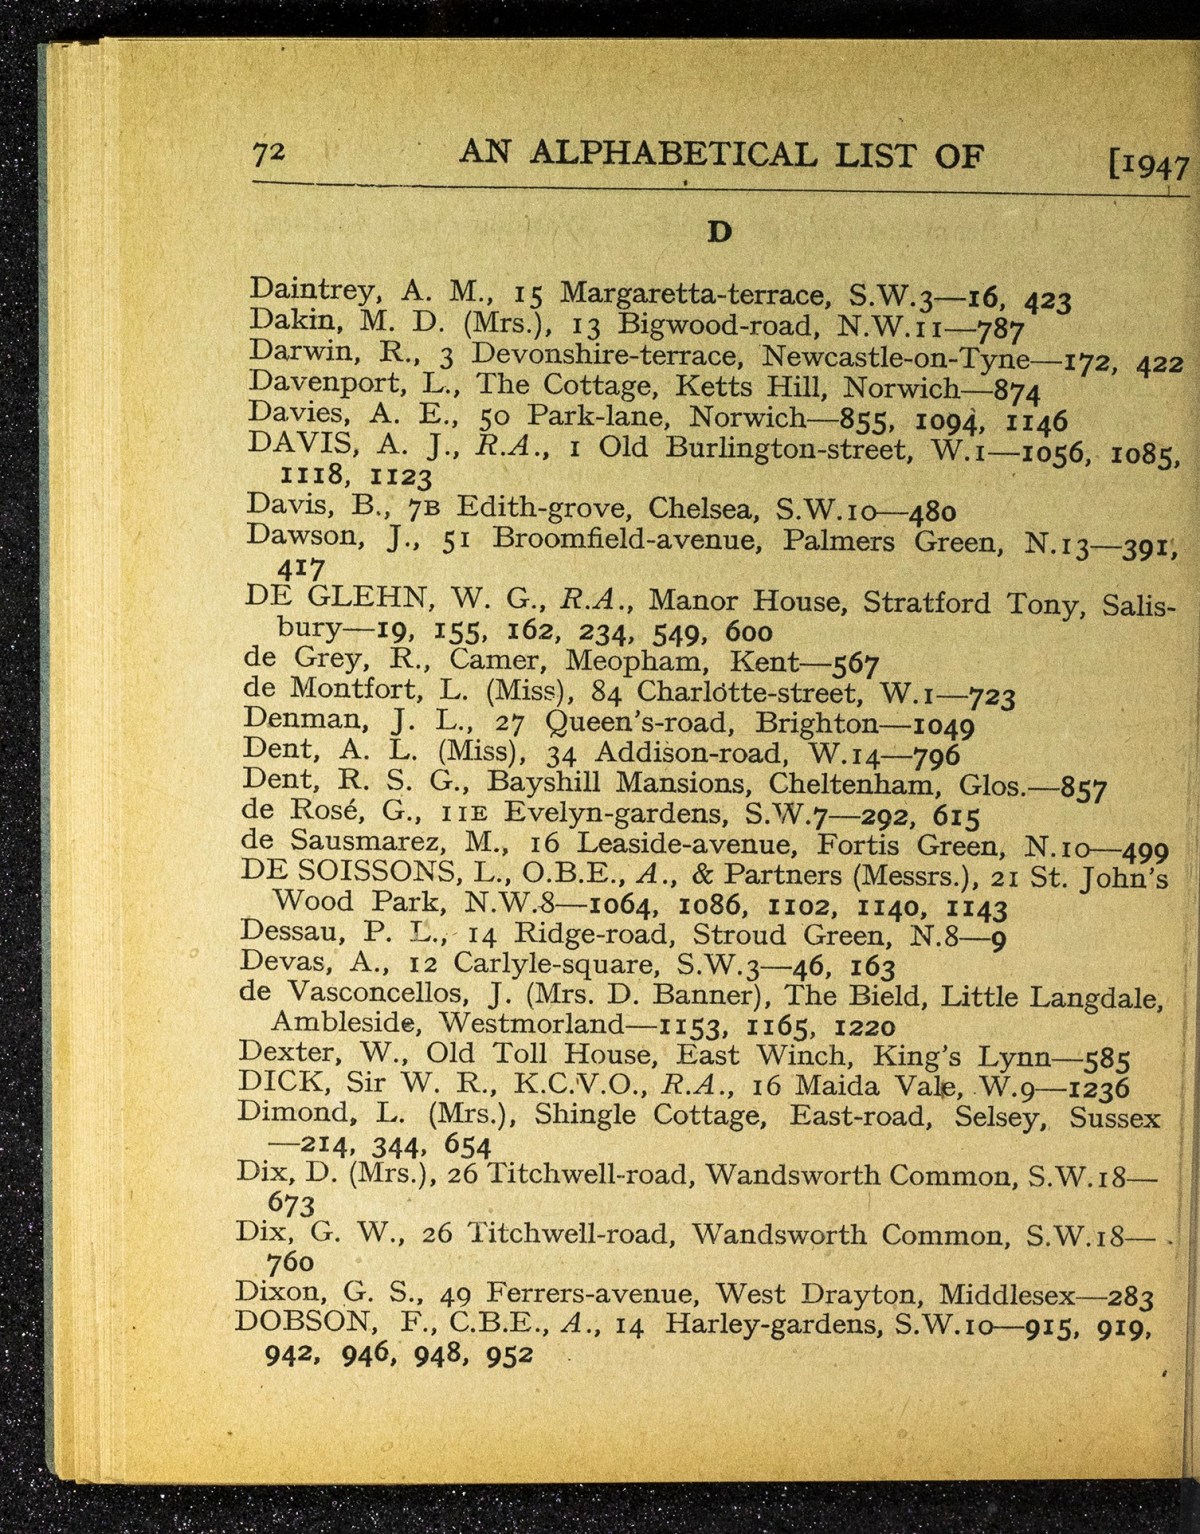 72 AN ALPHABETICAL LIST OF [1947
D
Daintrey, A. M., 15 Margaretta-terrace, S.W.3—16, 423
Dakin, M. D. (Mrs.), 13 Bigwood-road, N.W.11—787
Darwin, R., 3 Devonshire-terrace, Newcastle-on-Tyne—172, 422
Davenport, L., The Cottage, Ketts Hill, Norwich—874
Davies, A. E., 50 Park-lane, Norwich—855, 1094, 1146
DAVIS, A. J., R.A., 1 Old Burlington-street, W.1—1056, 1085,
1118, 1123
Davis, B., 7B Edith-grove, Chelsea, S.W.10—480
Dawson, J., 51 Broomfield-avenue, Palmers Green, N.13—391,
417
DE GLEHN, W. G., R.A., Manor House, Stratford Tony, Salis-
bury—19, 155, 162, 234, 549, 600
de Grey, R., Camer, Meopham, Kent—567
de Montfort, L. (Miss), 84 Charlotte-street, W.1—723
Denman, J. L., 27 Queen's-road, Brighton—1049
Dent, A. L. (Miss), 34 Addison-road, W.14—796
Dent, R. S. G., Bayshill Mansions, Cheltenham, Glos.—857
de Rosé, G., 11E Evelyn-gardens, S.W.7—292, 615
de Sausmarez, M., 16 Leaside-avenue, Fortis Green, N.10—499
DE SOISSONS, L., O.B.E., A., & Partners (Messrs.), 21 St. John's
Wood Park, N.W.8—1064, 1086, 1102, 1140, 1143
Dessau, P. L., 14 Ridge-road, Stroud Green, N.8—9
Devas, A., 12 Carlyle-square, S.W.3—46, 163
de Vasconcellos, J. (Mrs. D. Banner), The Bield, Little Langdale,
Ambleside, Westmorland—1153, 1165, 1220
Dexter, W., Old Toll House, East Winch, King's Lynn—585
DICK, Sir W. R., K.C.V.O., R.A., 16 Maida Vale, W.9—1236
Dimond, L. (Mrs.), Shingle Cottage, East-road, Selsey, Sussex
—214, 344, 654
Dix, D. (Mrs.), 26 Titchwell-road, Wandsworth Common, S.W.18—
673
Dix, G. W., 26 Titchwell-road, Wandsworth Common, S.W.18—
760
Dixon, G. S., 49 Ferrers-avenue, West Drayton, Middlesex—283
DOBSON, F., C.B.E., A., 14 Harley-gardens, S.W.10—915, 919,
942, 946, 948, 952